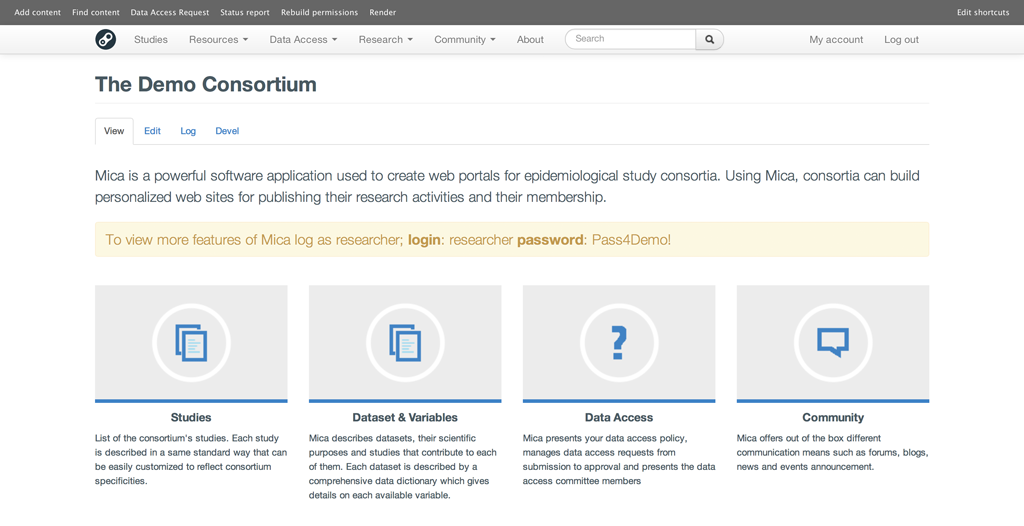 Add content Find content Data Access Request Status report Rebuild permissions Render Edit shortcuts
Studies Resources Data Access Research Community About Search My account Log out
The Demo Consortium
View Edit Log Devel
Mica is a powerful software application used to create web portals for epidemiological study consortia. Using Mica, consortia can build
personalized web sites for publishing their research activities and their membership.
To view more features of Mica log as researcher; login: researcher password: Pass4Demo!
Studies
List of the consortium's studies. Each study
is described in a same standard way that can
be easily customized to reflect consortium
specificities.
Dataset & Variables
Mica describes datasets, their scientific
purposes and studies that contribute to each
of them. Each dataset is described by a
comprehensive data dictionary which gives
details on each available variable.
Data Access
Mica presents your data access policy,
manages data access requests from
submission to approval and presents the data
access committee members
Community
Mica offers out of the box different
communication means such as forums, blogs,
news and events announcement.